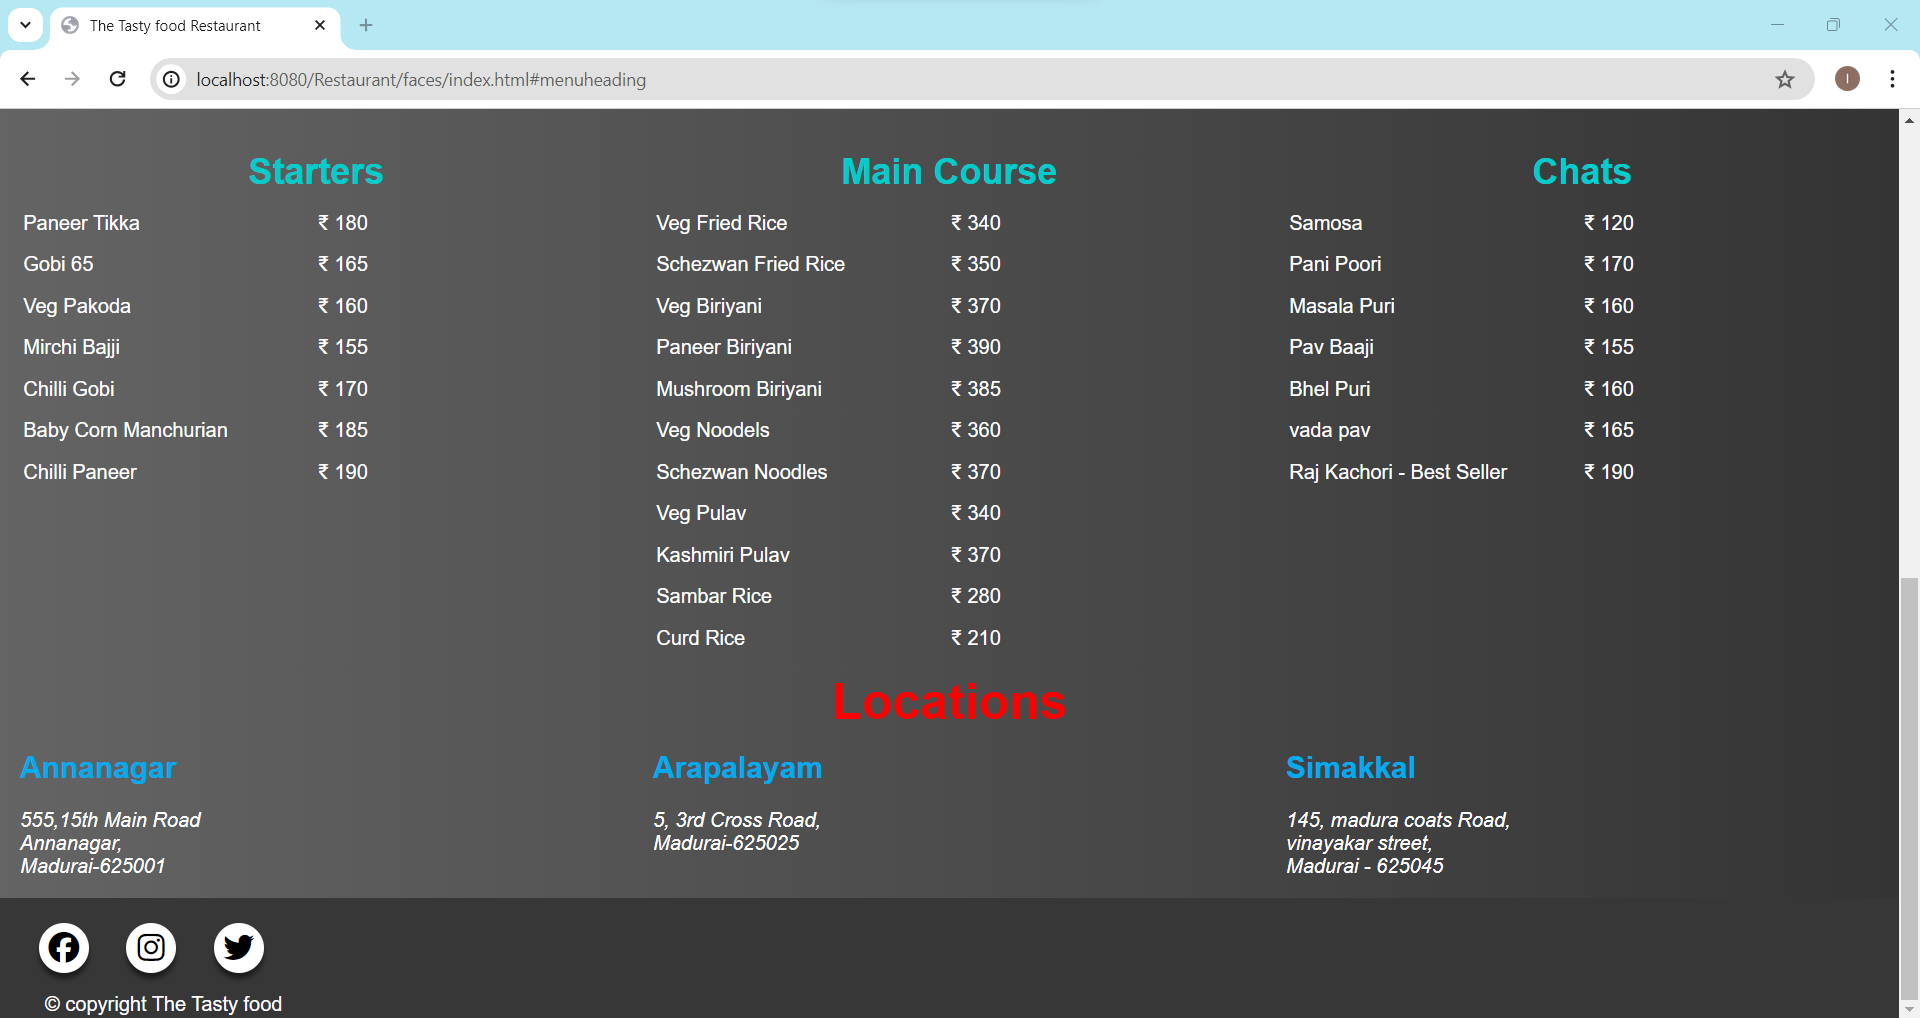 The Tasty food Restaurant
localhost:8080/Restaurant/faces/index.html#menuheading
I
Starters
Paneer Tikka ₹ 180
Gobi 65 ₹ 165
Veg Pakoda ₹ 160
Mirchi Bajji ₹ 155
Chilli Gobi ₹ 170
Baby Corn Manchurian ₹ 185
Chilli Paneer ₹ 190
Main Course
Veg Fried Rice ₹ 340
Schezwan Fried Rice ₹ 350
Veg Biriyani ₹ 370
Paneer Biriyani ₹ 390
Mushroom Biriyani ₹ 385
Veg Noodels ₹ 360
Schezwan Noodles ₹ 370
Veg Pulav ₹ 340
Kashmiri Pulav ₹ 370
Sambar Rice ₹ 280
Curd Rice ₹ 210
Chats
Samosa ₹ 120
Pani Poori ₹ 170
Masala Puri ₹ 160
Pav Baaji ₹ 155
Bhel Puri ₹ 160
vada pav ₹ 165
Raj Kachori - Best Seller ₹ 190
Locations
Annanagar
555,15th Main Road
Annanagar,
Madurai-625001
Arapalayam
5, 3rd Cross Road,
Madurai-625025
Simakkal
145, madura coats Road,
vinayakar street,
Madurai - 625045
© copyright The Tasty food